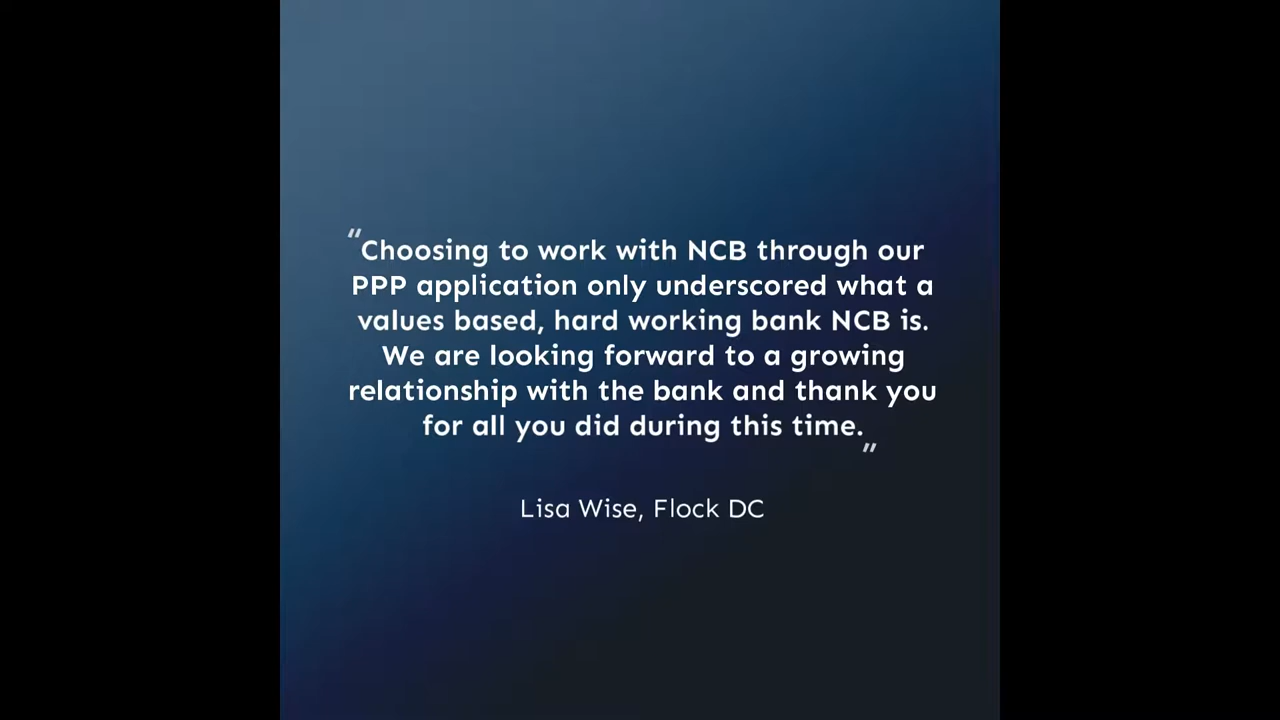 “Choosing to work with NCB through our
PPP application only underscored what a
values based, hard working bank NCB is.
We are looking forward to a growing
relationship with the bank and thank you
for all you did during this time.”
Lisa Wise, Flock DC